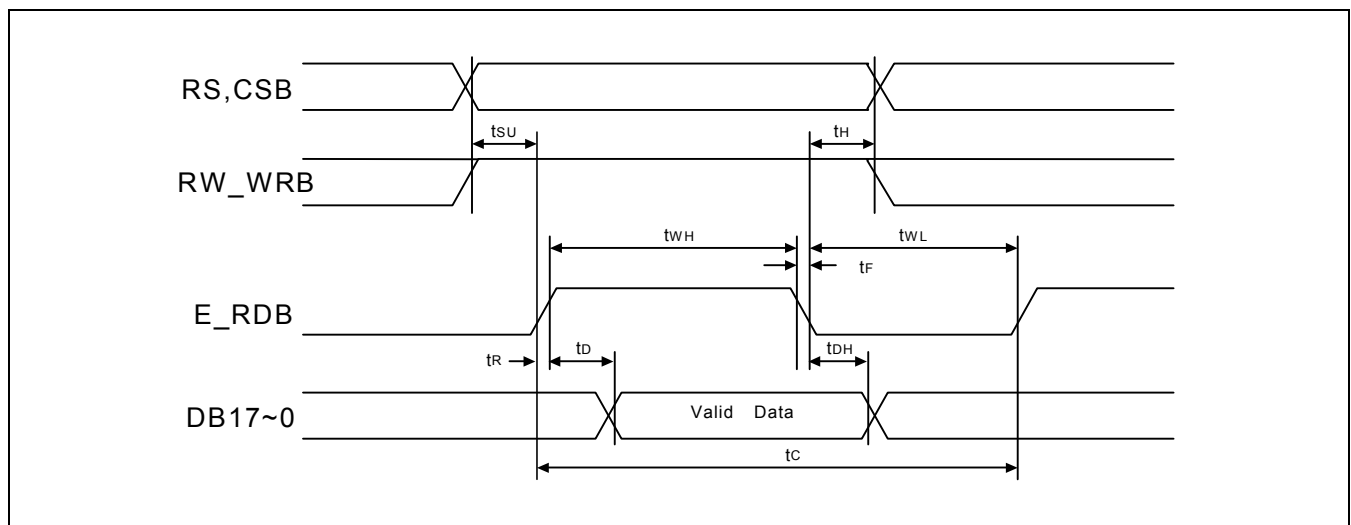 RS,CSB
tSU
tH
RW_WRB
tWH
tWL
tF
E_RDB
tR
tD
tDH
DB17~0
Valid Data
tC